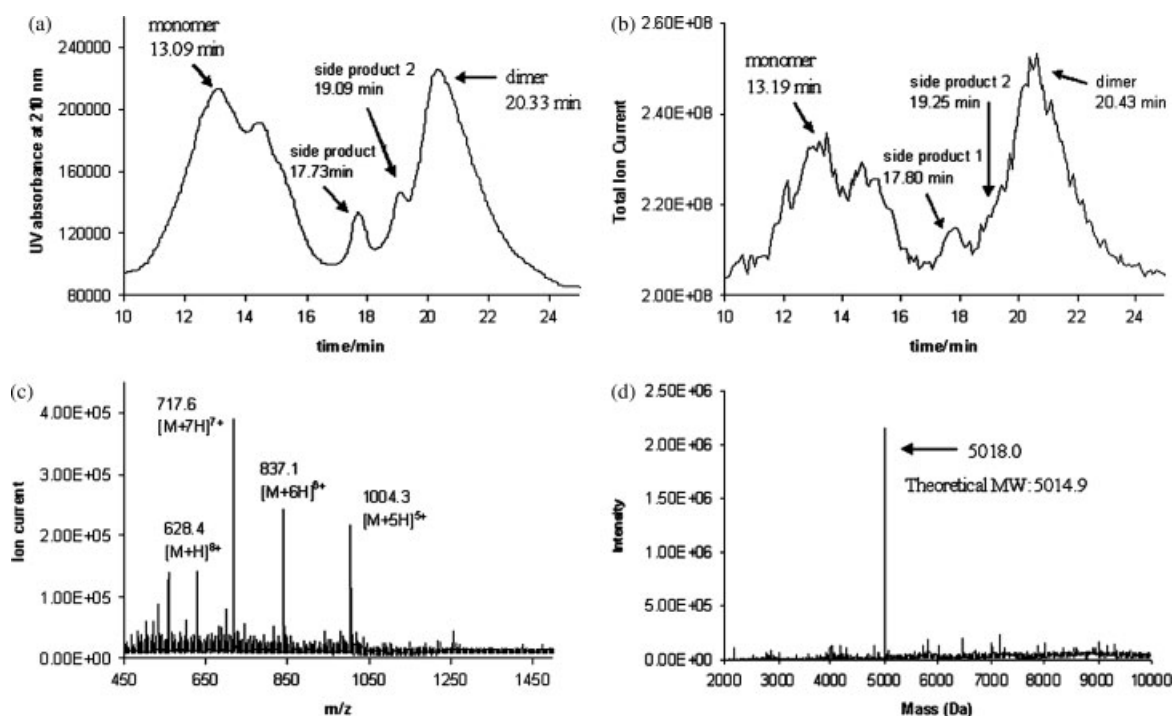 (a)
UV absorbance at 210 nm
240000
200000
160000
120000
80000
monomer
13.09 min
side product 2
19.09 min
side product
17.73min
dimer
20.33 min
10 12 14 16 18 20 22 24
time/min
(b)
Total Ion Current
2.60E+08
2.40E+08
2.20E+08
2.00E+08
monomer
13.19 min
side product 2
19.25 min
side product 1
17.80 min
dimer
20.43 min
10 12 14 16 18 20 22 24
time/min
(c)
Ion current
4.00E+05
3.00E+05
2.00E+05
1.00E+05
0.00E+00
717.6
[M+7H]7+
837.1
[M+6H]6+
1004.3
[M+5H]5+
628.4
[M+H]8+
450 650 850 1050 1250 1450
m/z
(d)
Intensity
2.50E+06
2.00E+06
1.50E+06
1.00E+06
5.00E+05
0.00E+00
5018.0
Theoretical MW: 5014.9
2000 3000 4000 5000 6000 7000 8000 9000 10000
Mass (Da)